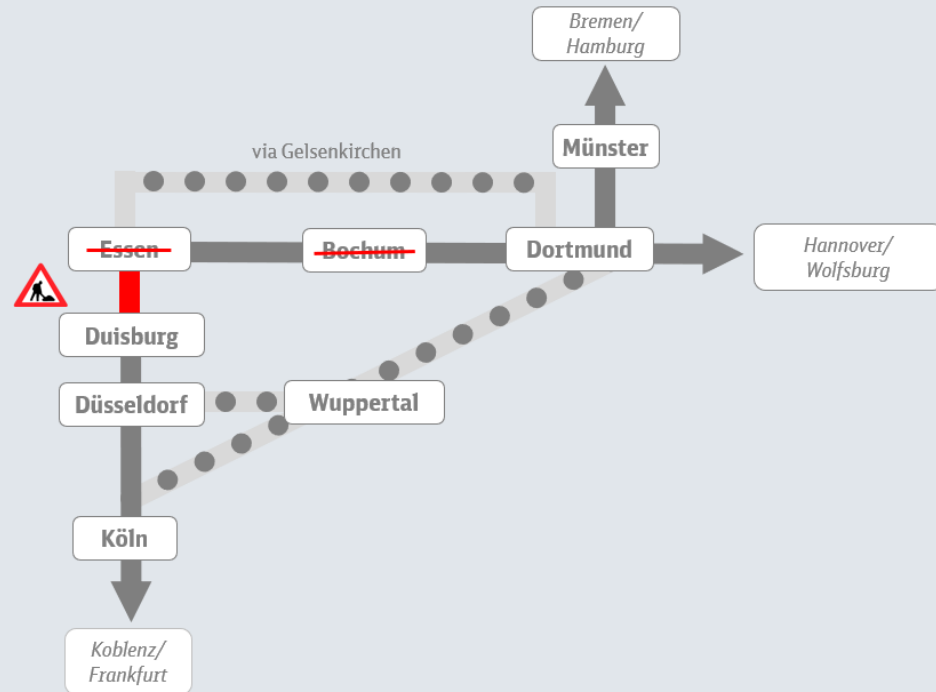 Bremen/
Hamburg
Münster
via Gelsenkirchen
Essen
Bochum
Dortmund
Hannover/
Wolfsburg
Duisburg
Düsseldorf
Wuppertal
Köln
Koblenz/
Frankfurt